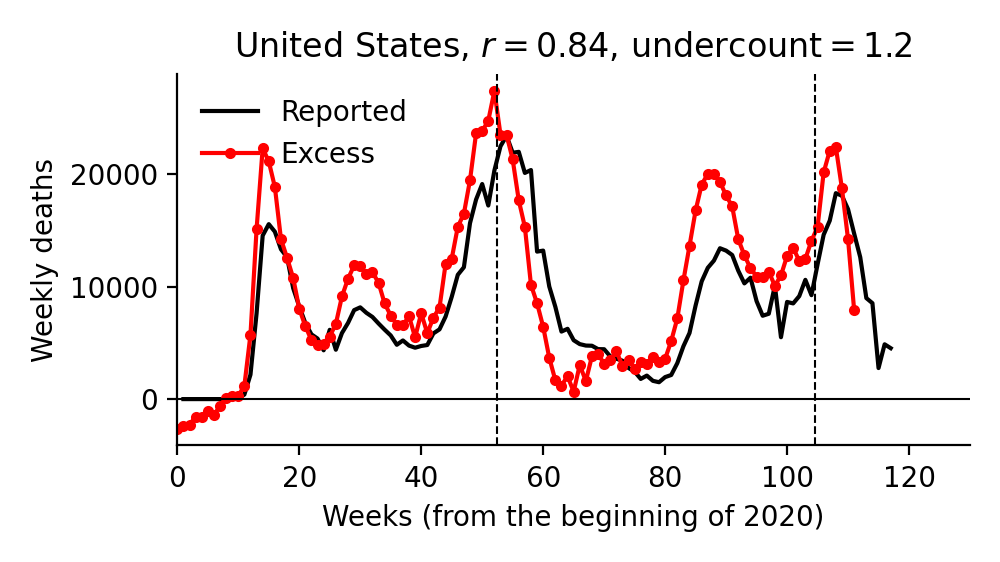 United States, r = 0.84, undercount = 1.2
Reported
Excess
Weekly deaths
20000
10000
0
0 20 40 60 80 100 120
Weeks (from the beginning of 2020)